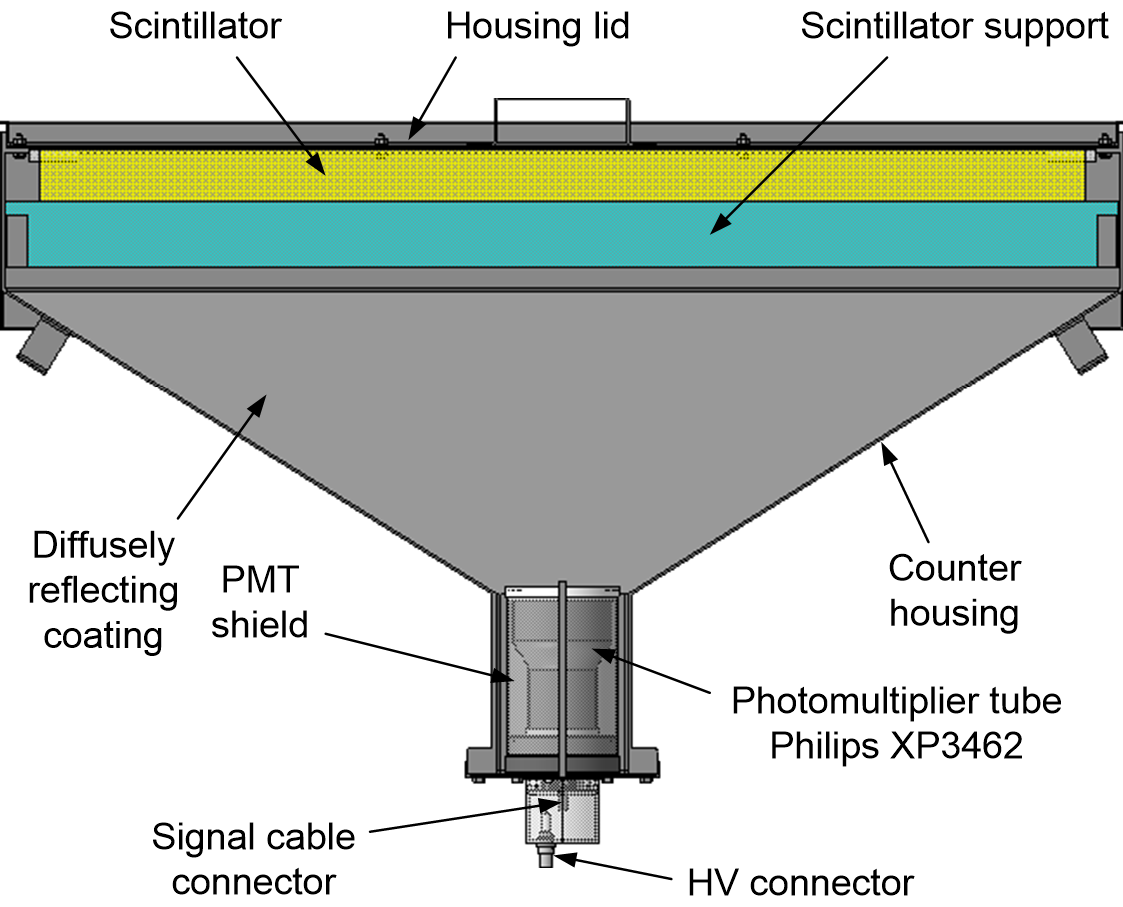 Scintillator
Housing lid
Scintillator support
Diffusely
reflecting
coating
PMT
shield
Counter
housing
Photomultiplier tube
Philips XP3462
Signal cable
connector
HV connector